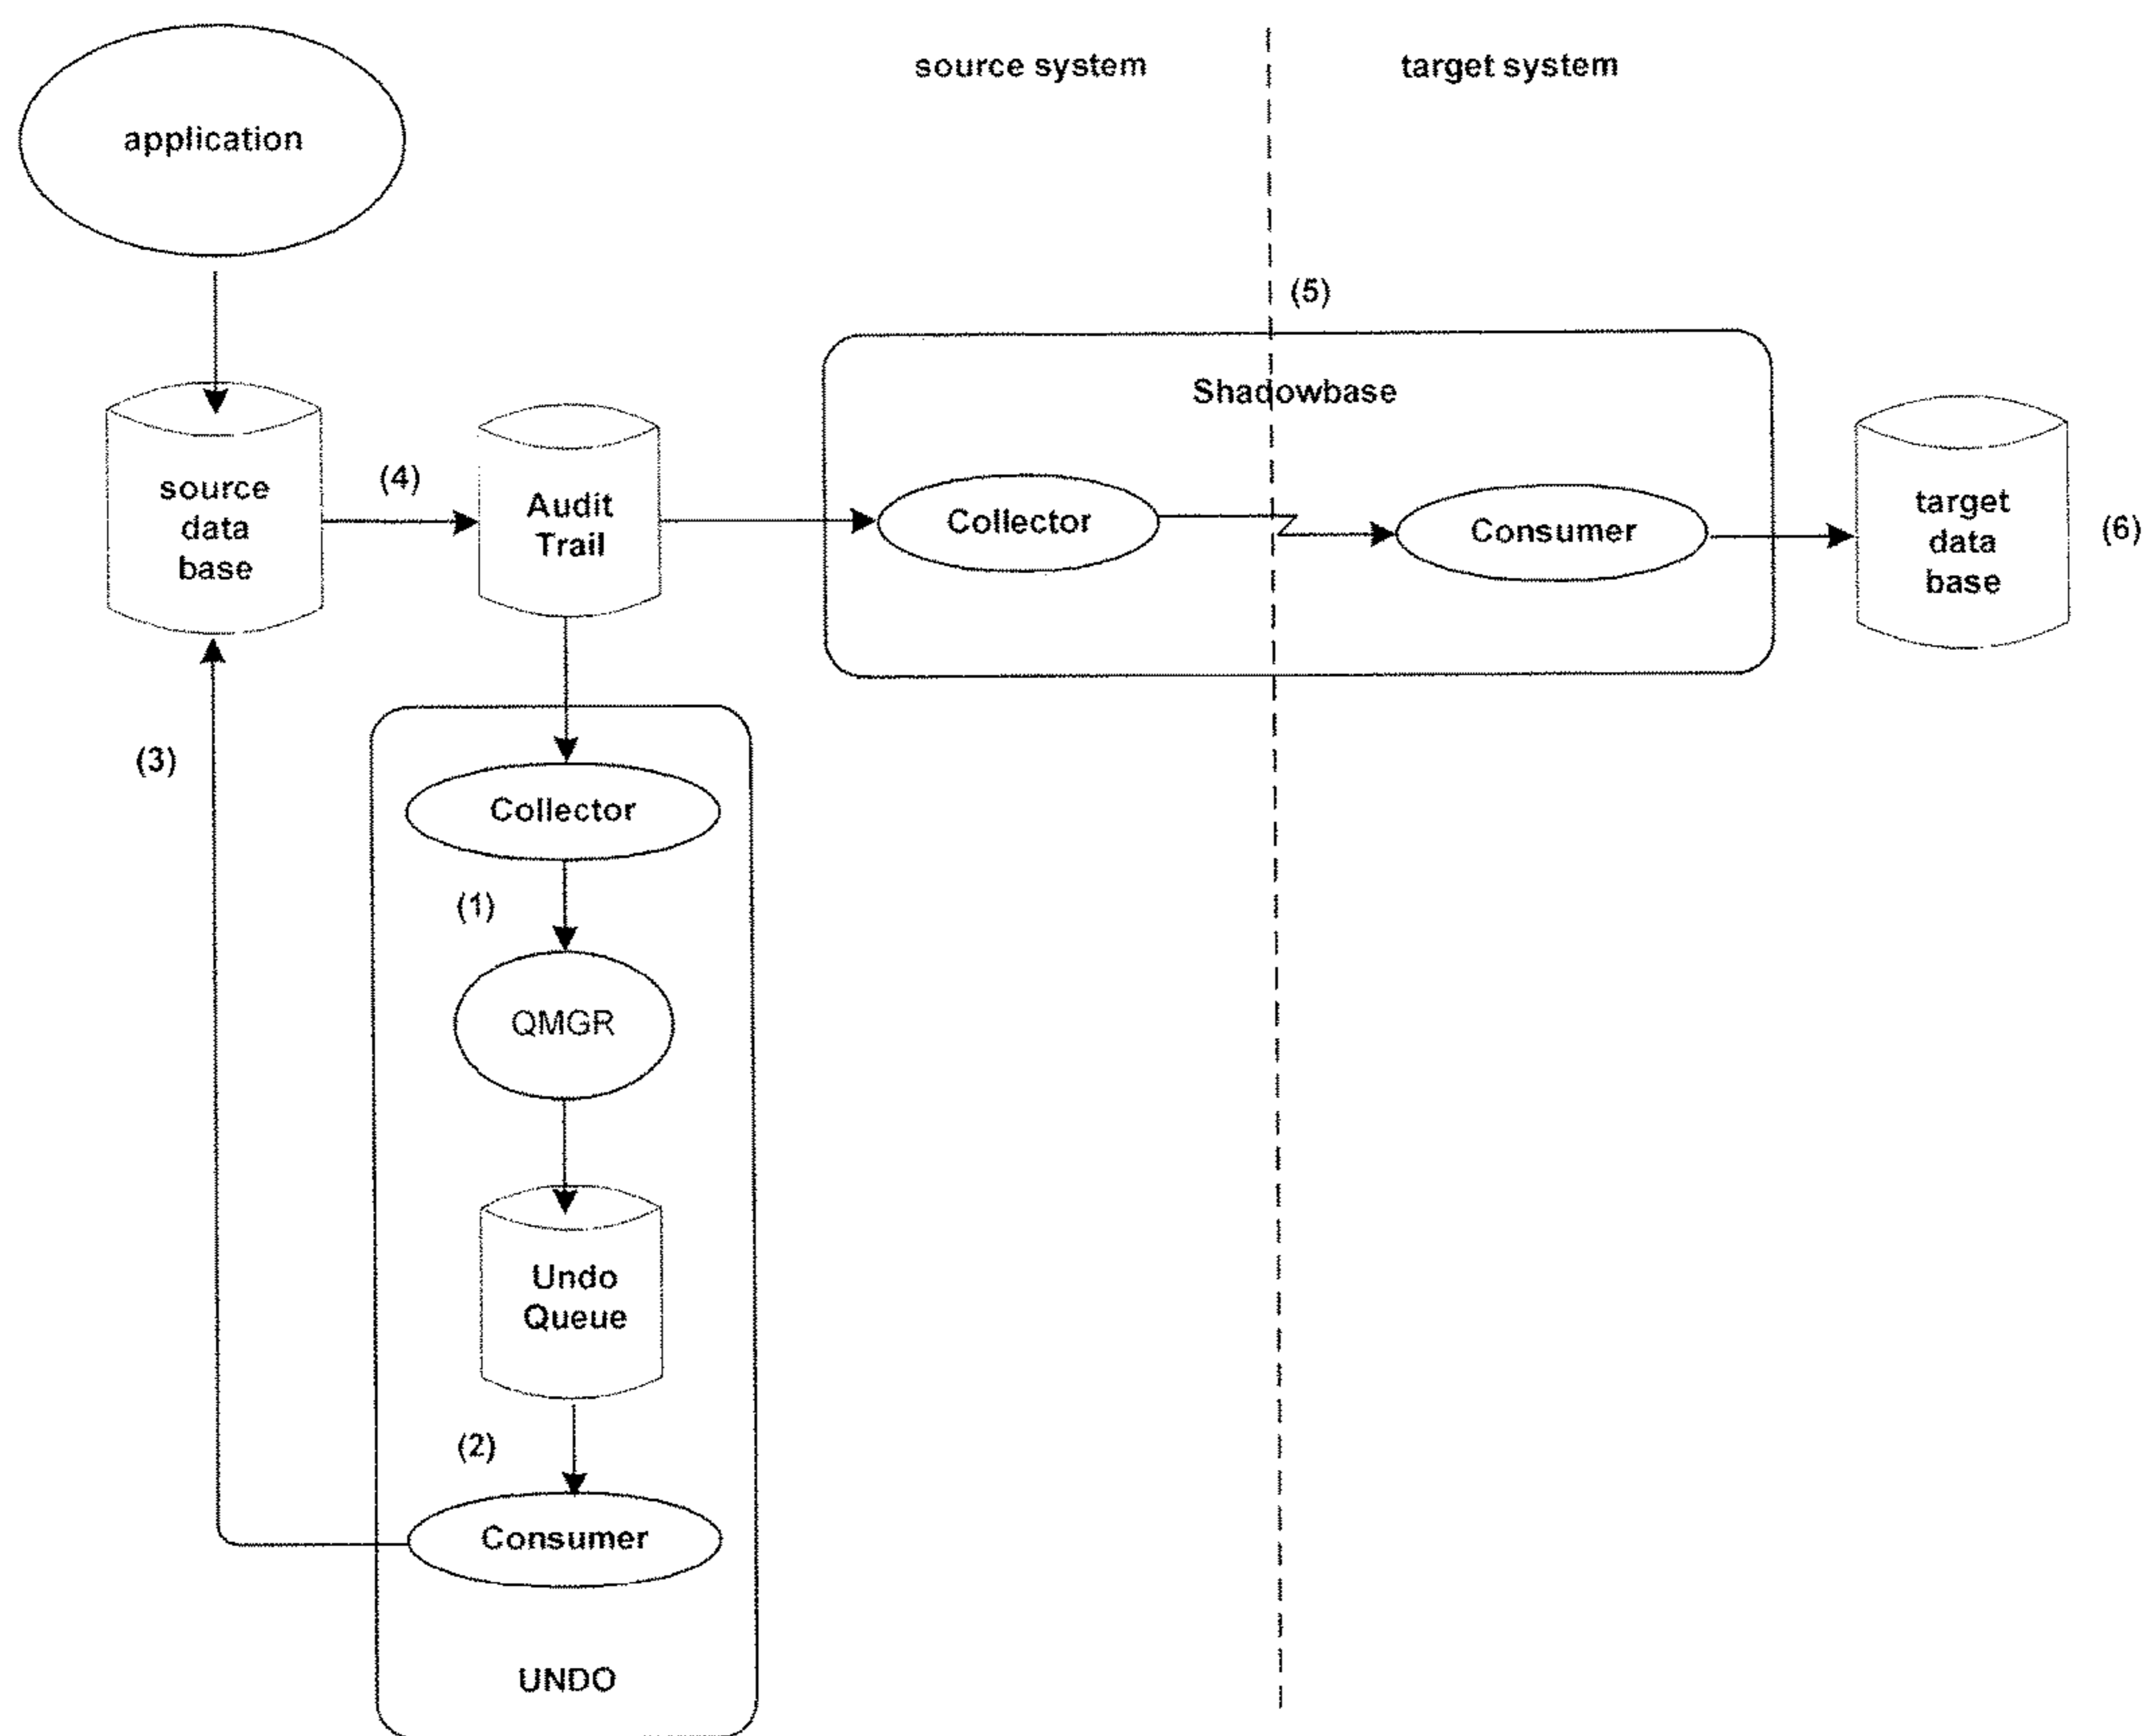 source system
target system
application
(5)
Shadowbase
source
data
base
(4)
Audit
Trail
Collector
Consumer
target
data
base
(6)
(3)
Collector
(1)
QMGR
Undo
Queue
(2)
Consumer
UNDO